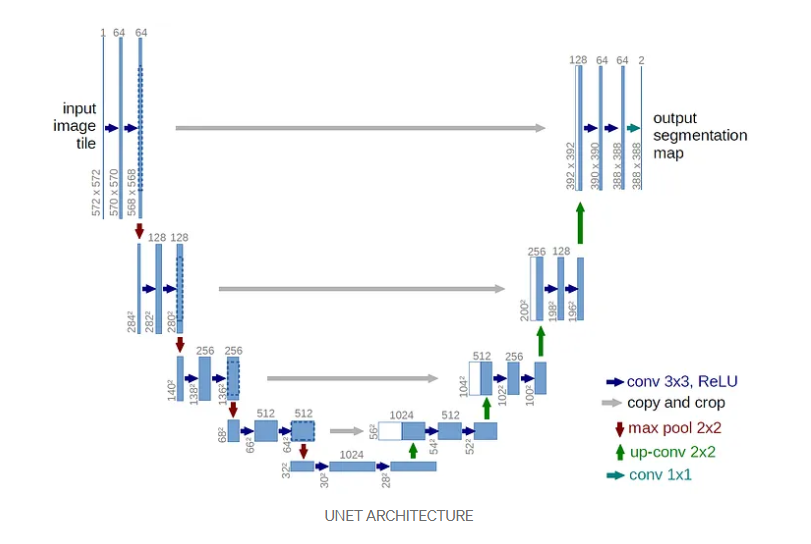 1 64 64
128 64 64 2
input
image
tile
output
segmentation
map
572 x 572
570 x 570
568 x 568
392 x 392
390 x 390
388 x 388
388 x 388
128 128
256 128
284²
282²
280²
200²
198²
196²
256 256
512 256
140²
138²
136²
104²
102²
100²
512 512
1024 512
68²
66²
64²
56²
54²
52²
1024
32²
30²
28²
conv 3x3, ReLU
copy and crop
max pool 2x2
up-conv 2x2
conv 1x1
UNET ARCHITECTURE